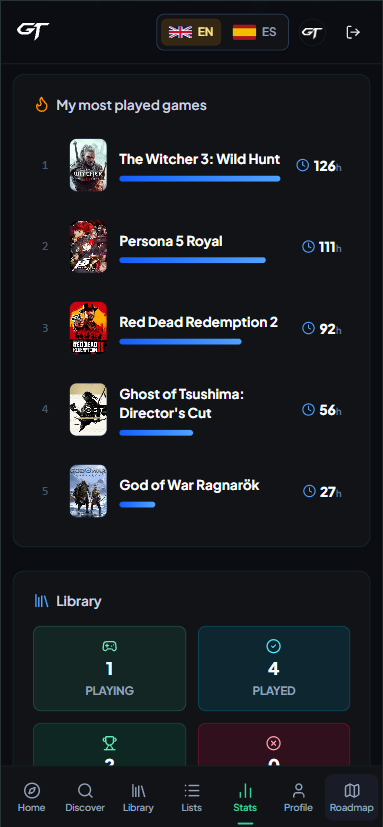 GT
EN
ES
GT
My most played games
1
The Witcher 3: Wild Hunt
126h
2
Persona 5 Royal
111h
3
Red Dead Redemption 2
92h
4
Ghost of Tsushima:
Director's Cut
56h
5
God of War Ragnarök
27h
Library
1
PLAYING
4
PLAYED
Home
Discover
Library
Lists
Stats
Profile
Roadmap